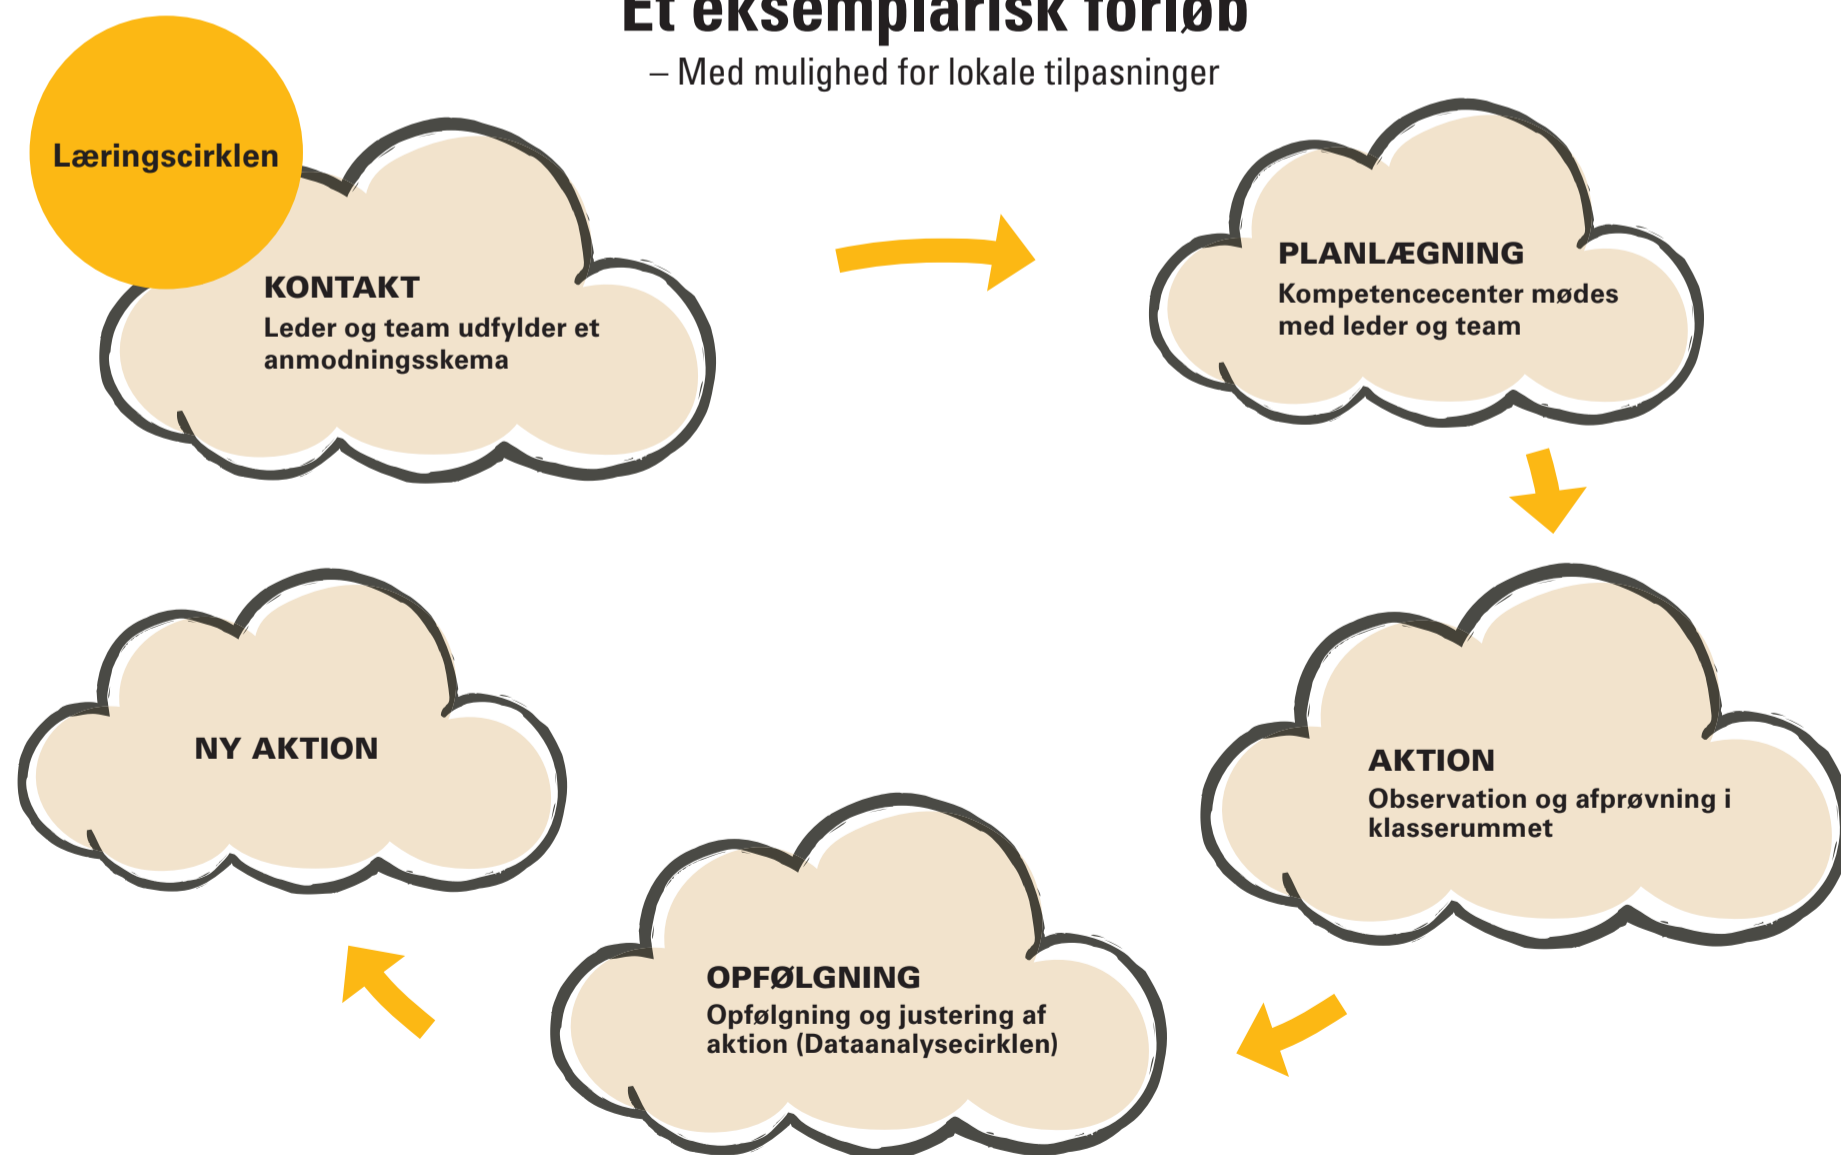 Et eksemplarisk forløb
– Med mulighed for lokale tilpasninger
Læringscirklen
KONTAKT
Leder og team udfylder et
anmodningsskema
PLANLÆGNING
Kompetencecenter mødes
med leder og team
AKTION
Observation og afprøvning i
klasserummet
OPFØLGNING
Opfølgning og justering af
aktion (Dataanalysecirklen)
NY AKTION